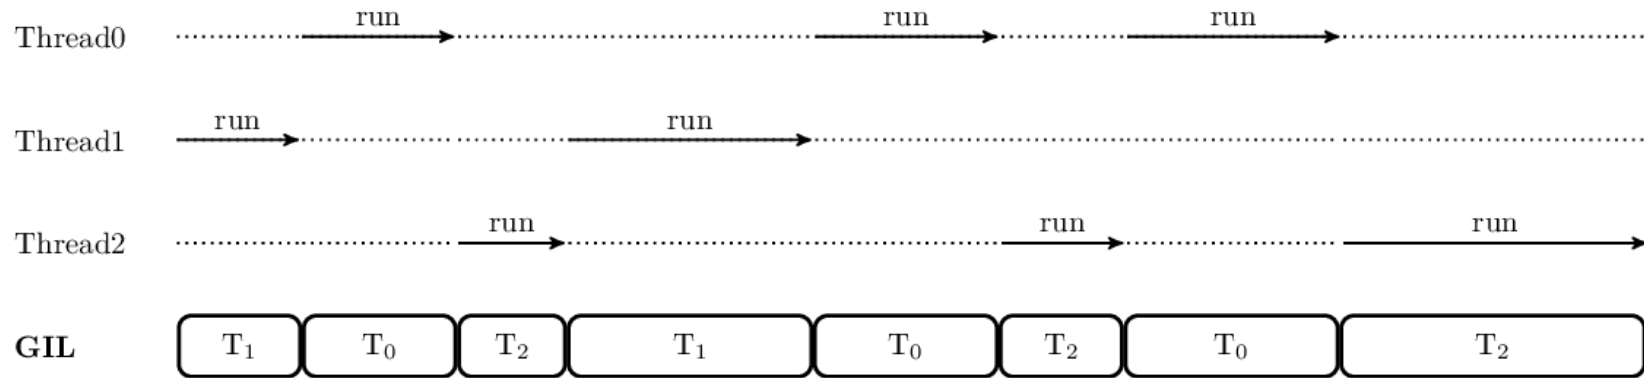 run run run
Thread0
run run
Thread1
run run run
Thread2
GIL T₁ T₀ T₂ T₁ T₀ T₂ T₀ T₂